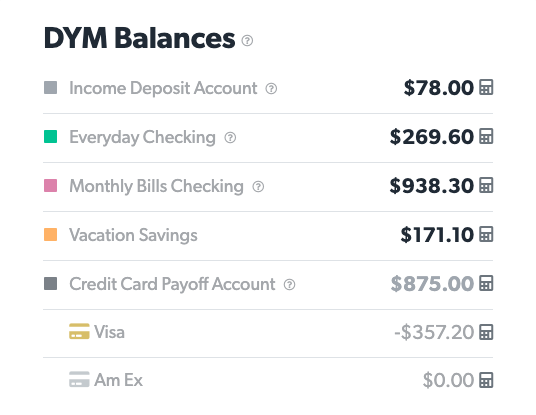 DYM Balances
Income Deposit Account $78.00
Everyday Checking $269.60
Monthly Bills Checking $938.30
Vacation Savings $171.10
Credit Card Payoff Account $875.00
Visa -$357.20
Am Ex $0.00